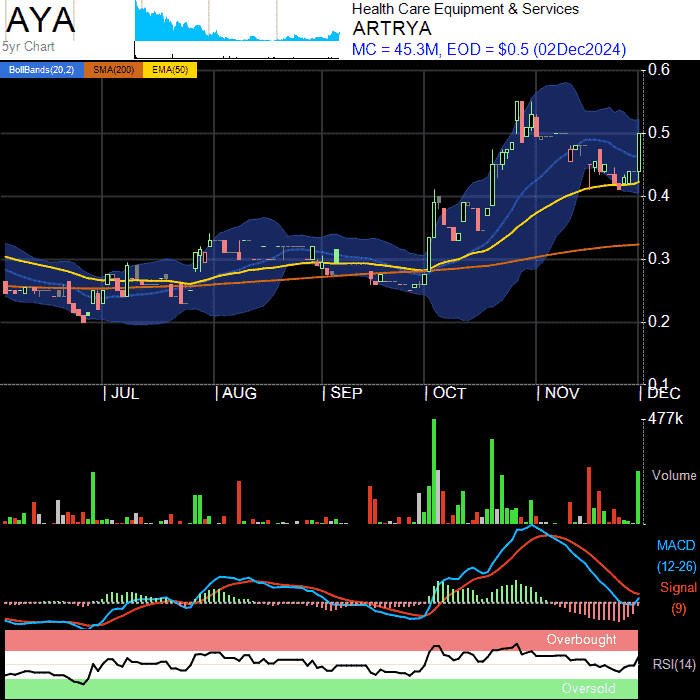 AYA
5yr Chart
Health Care Equipment & Services
ARTRYA
MC = 45.3M, EOD = $0.5 (02Dec2024)
BollBands(20,2) SMA(200) EMA(50)
0.6
0.5
0.4
0.3
0.2
0.1
JUL AUG SEP OCT NOV DEC
477k
Volume
MACD
(12-26)
Signal
(9)
Overbought
RSI(14)
Oversold